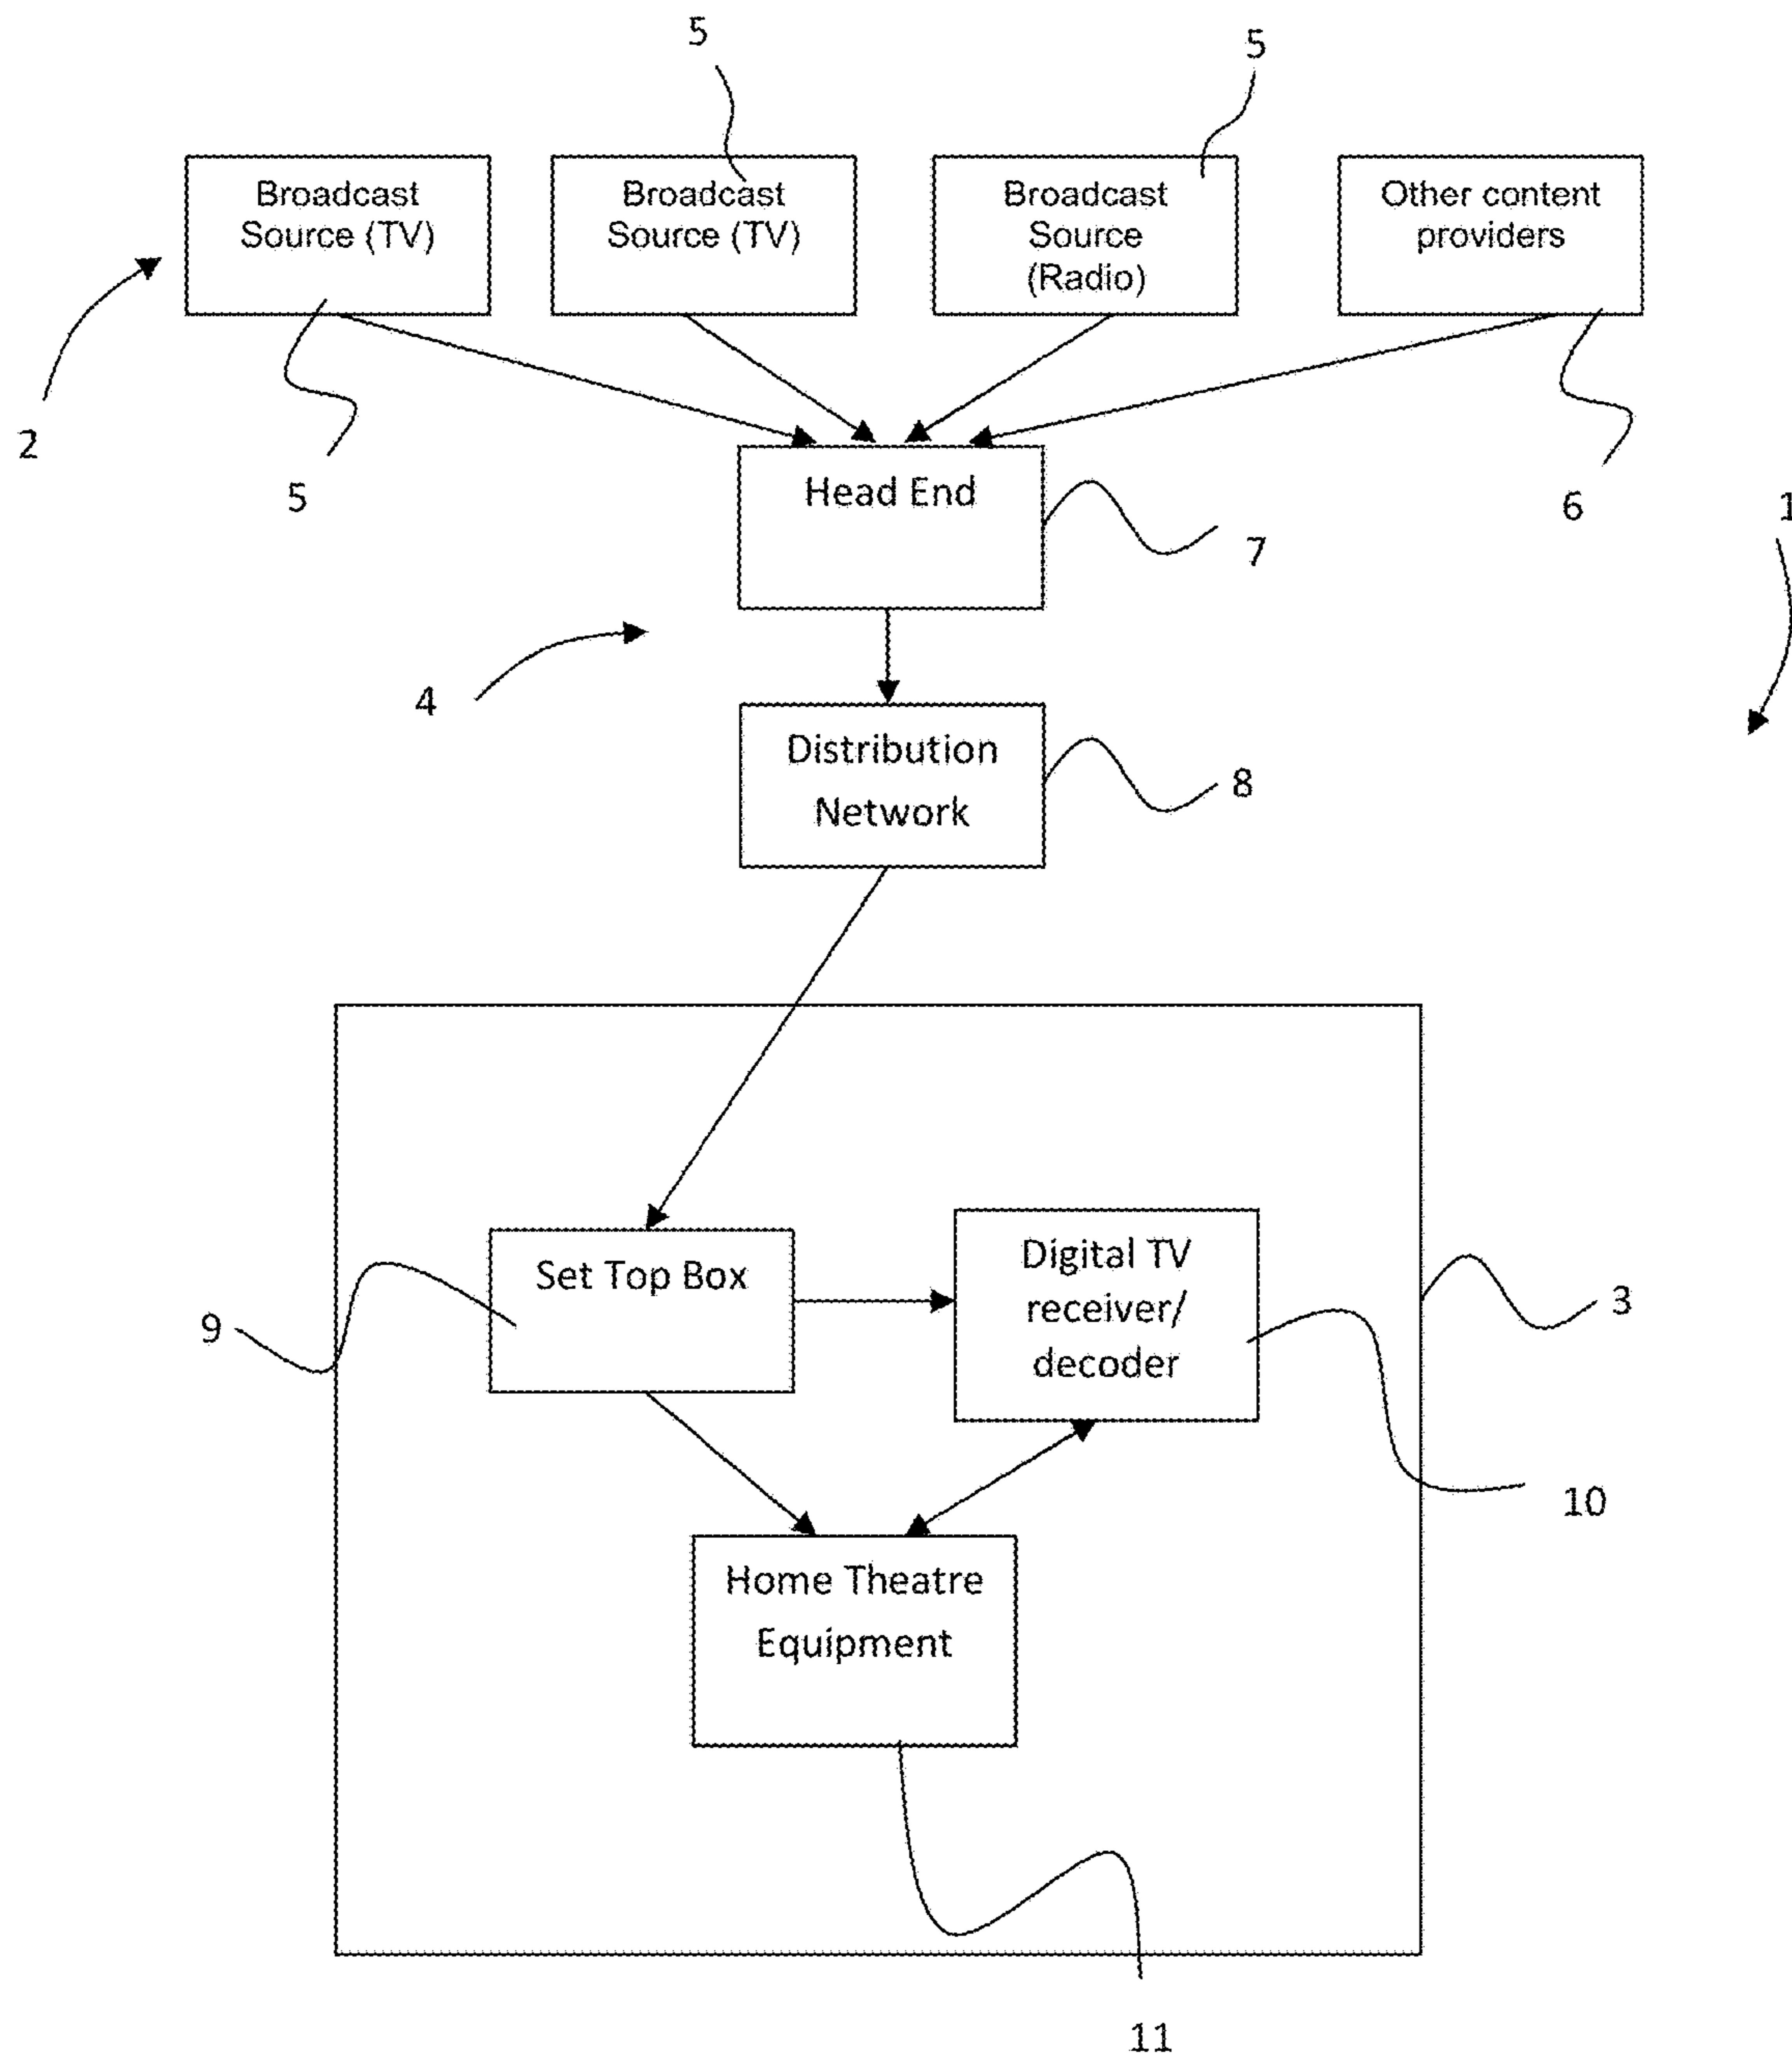 5
5
Broadcast
Source (TV)
Broadcast
Source (TV)
Broadcast
Source
(Radio)
Other content
providers
2
5
6
1
Head End
7
4
Distribution
Network
8
Set Top Box
Digital TV
receiver/
decoder
9
3
10
Home Theatre
Equipment
11